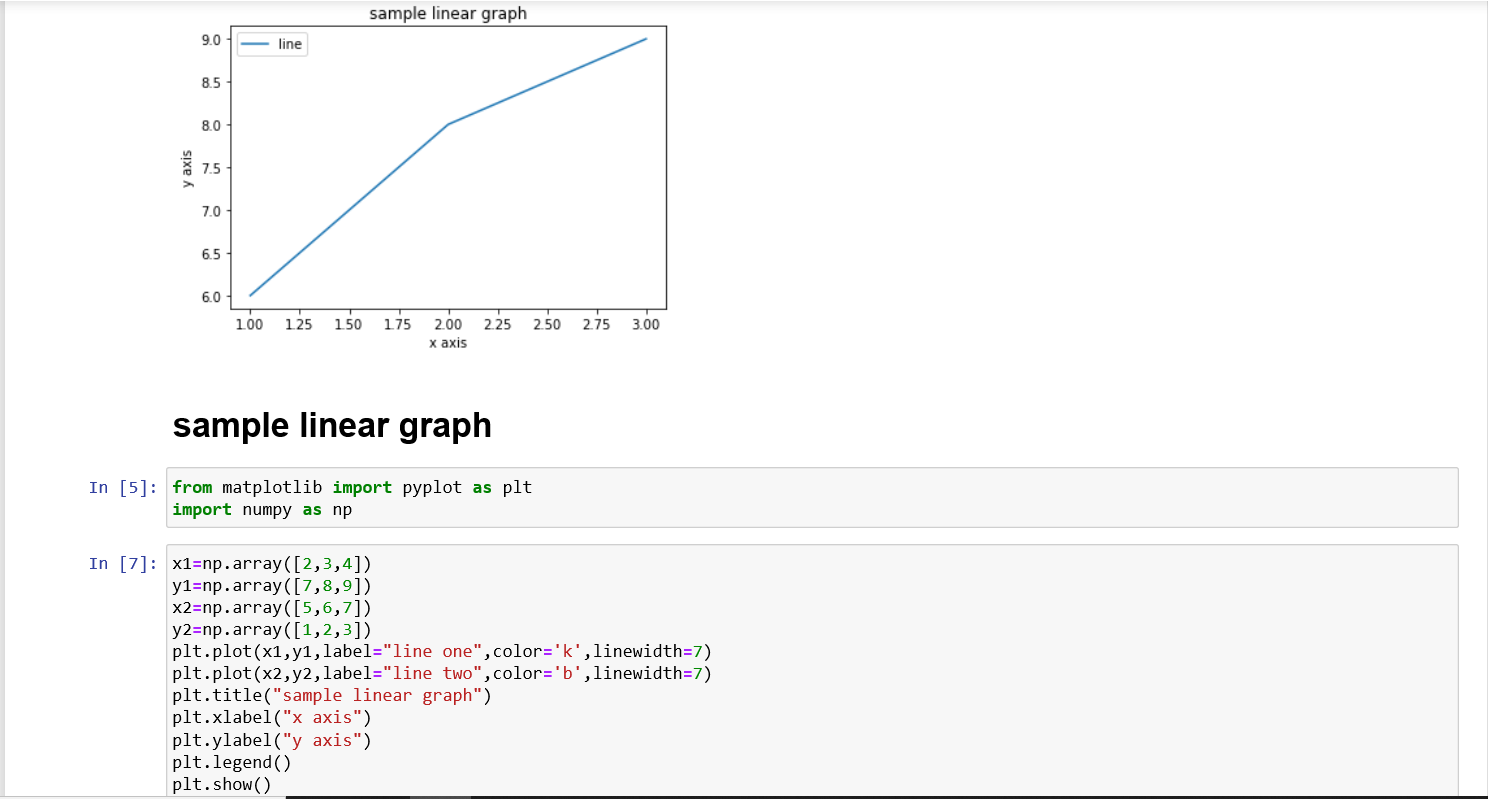 sample linear graph
line
9.0
8.5
8.0
7.5
7.0
6.5
6.0
y axis
1.00 1.25 1.50 1.75 2.00 2.25 2.50 2.75 3.00
x axis
sample linear graph
In [5]: from matplotlib import pyplot as plt
import numpy as np
In [7]: x1=np.array([2,3,4])
y1=np.array([7,8,9])
x2=np.array([5,6,7])
y2=np.array([1,2,3])
plt.plot(x1,y1,label="line one",color='k',linewidth=7)
plt.plot(x2,y2,label="line two",color='b',linewidth=7)
plt.title("sample linear graph")
plt.xlabel("x axis")
plt.ylabel("y axis")
plt.legend()
plt.show()